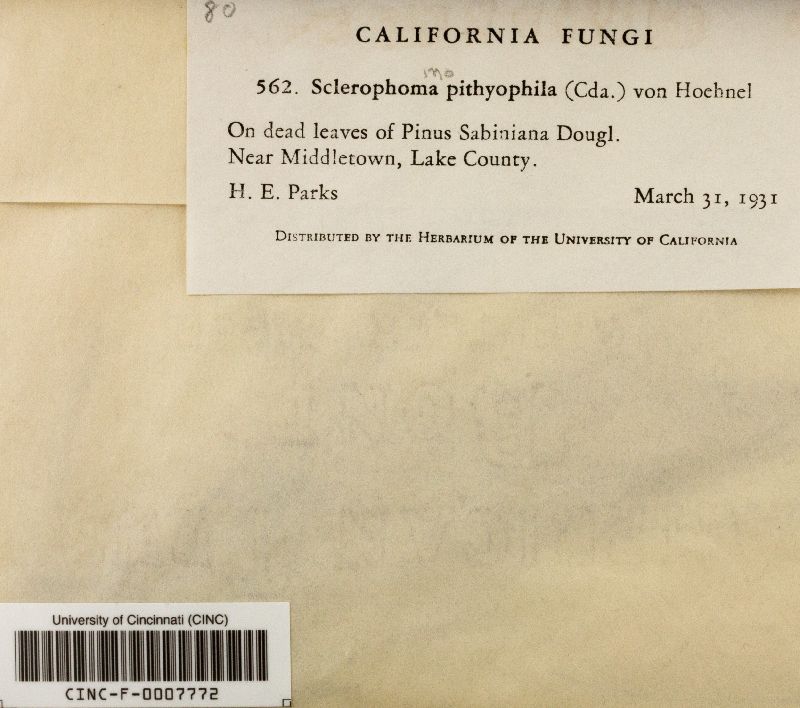 80
CALIFORNIA FUNGI
mo
562. Sclerophoma pithyophila (Cda.) von Hoehnel
On dead leaves of Pinus Sabiniana Dougl.
Near Middletown, Lake County.
H. E. Parks March 31, 1931
DISTRIBUTED BY THE HERBARIUM OF THE UNIVERSITY OF CALIFORNIA
University of Cincinnati (CINC)
CINC-F-0007772